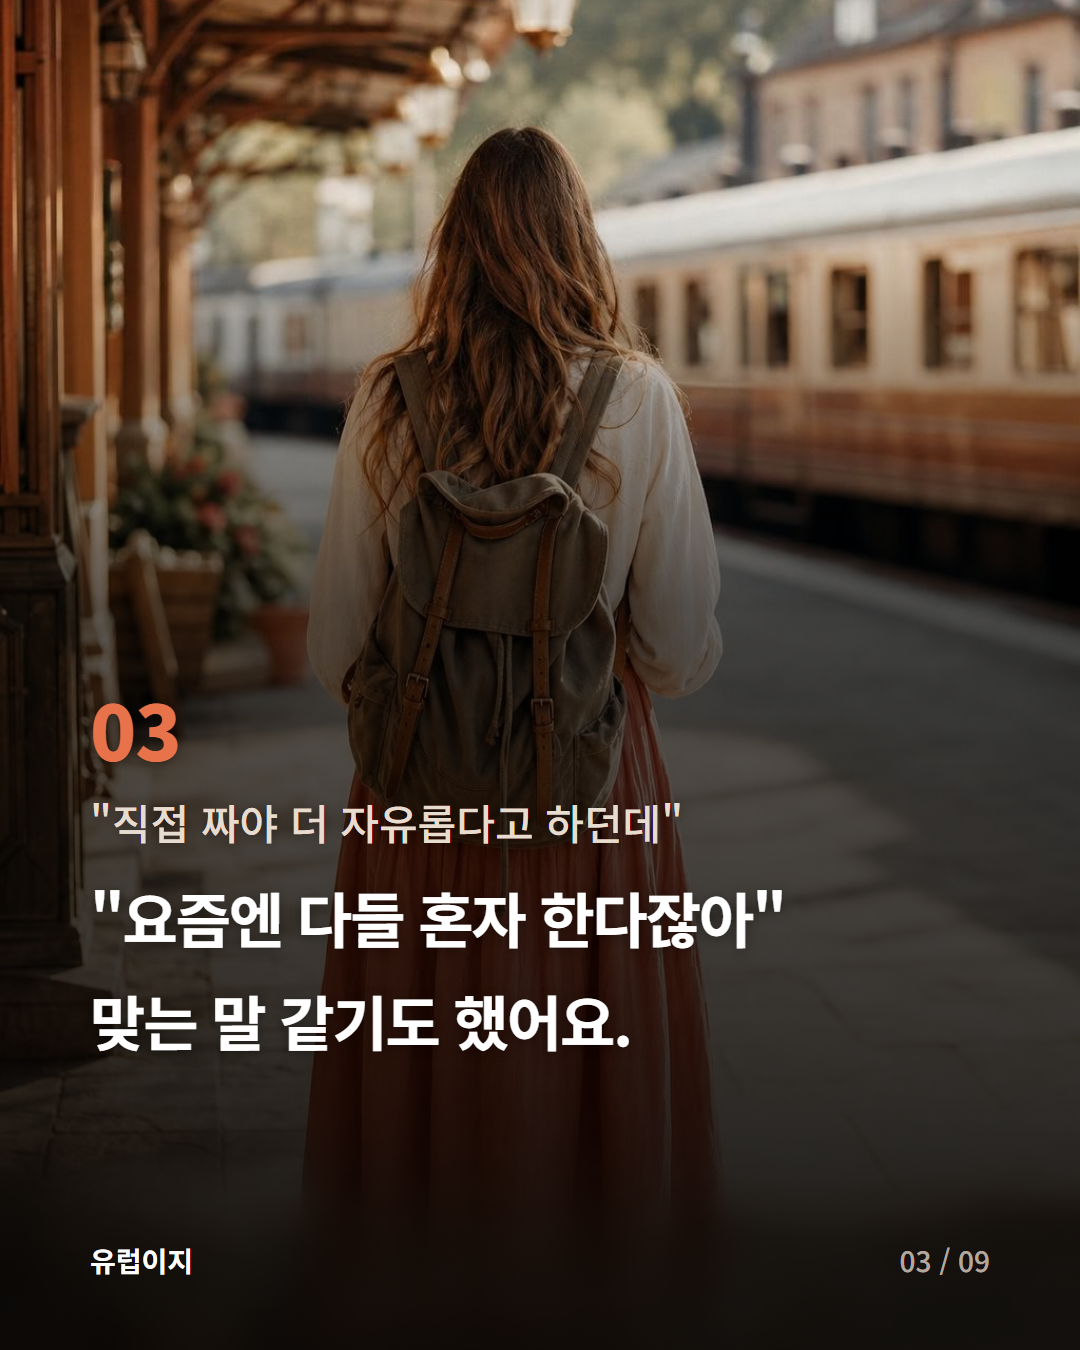 03
"직접 짜야 더 자유롭다고 하던데"
"요즘엔 다들 혼자 한다잖아"
맞는 말 같기도 했어요.
유럽이지
03 / 09